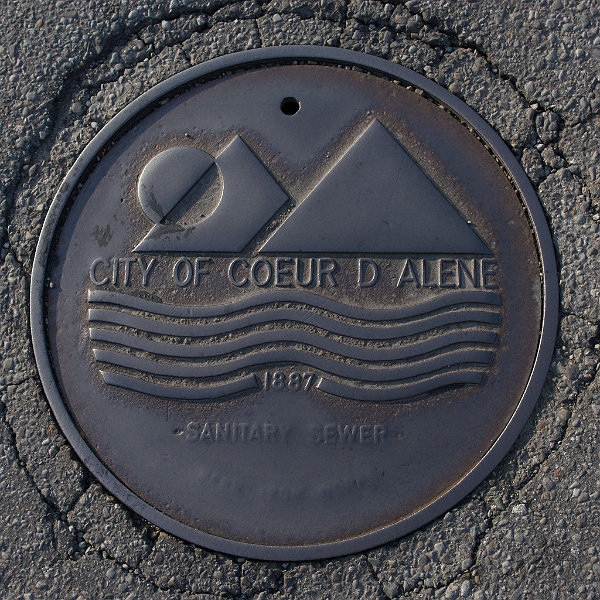 CITY OF COEUR D ALENE
1887
-SANITARY SEWER-